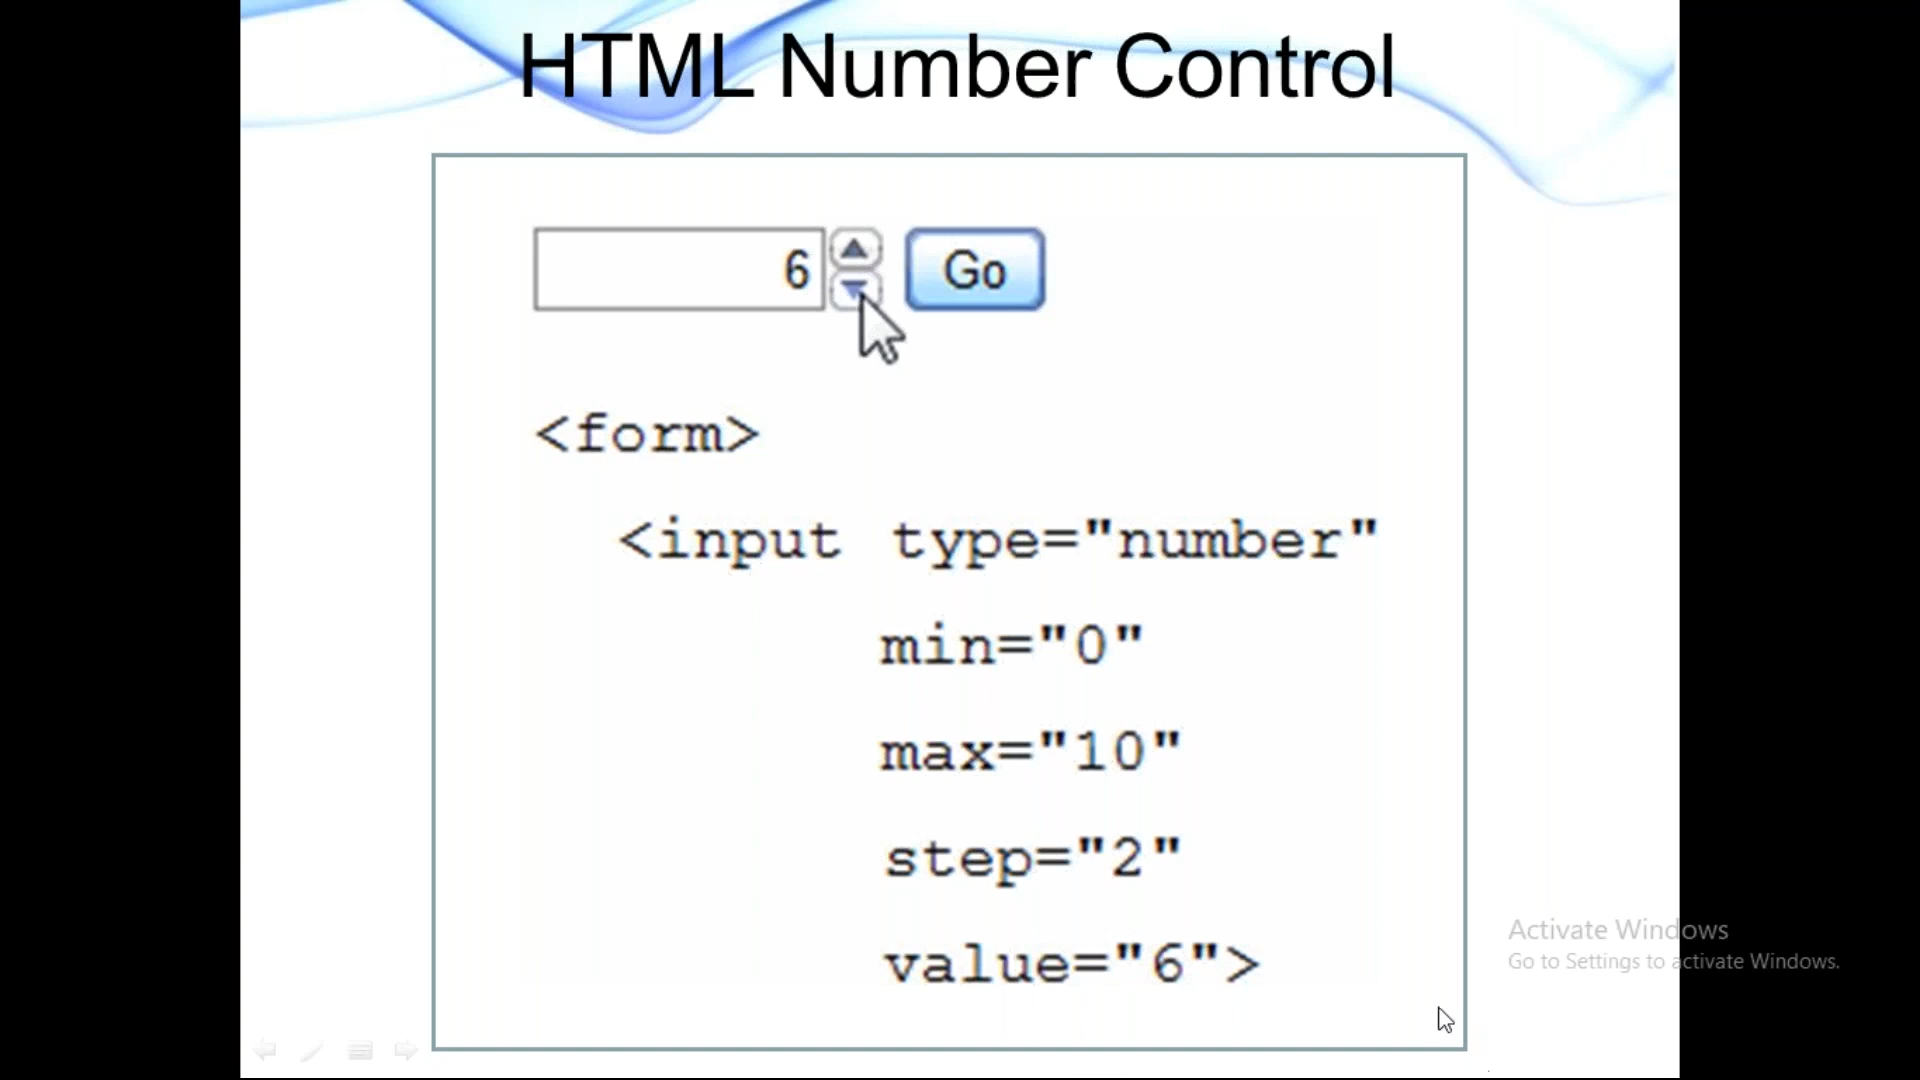 HTML Number Control
6
Go
<form>
<input type="number"
min="0"
max="10"
step="2"
value="6">
Activate Windows
Go to Settings to activate Windows.